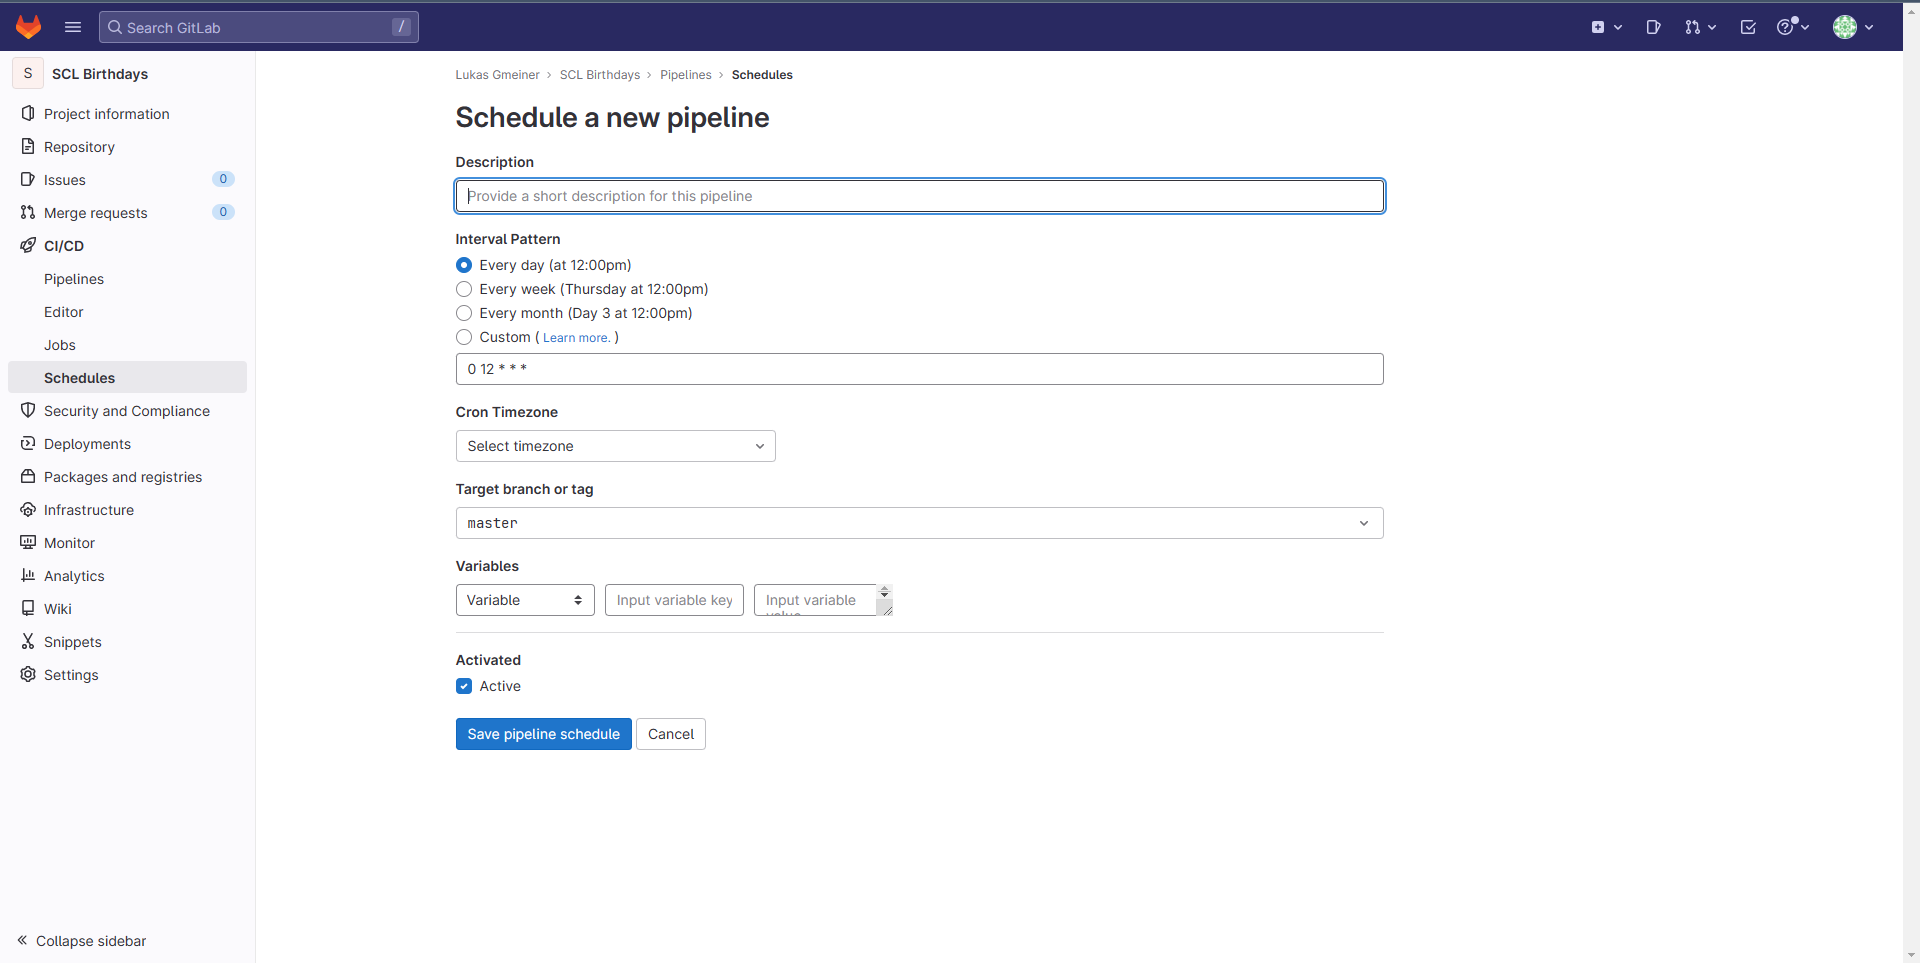 Search GitLab /
S SCL Birthdays
Project information
Repository
Issues 0
Merge requests 0
CI/CD
Pipelines
Editor
Jobs
Schedules
Security and Compliance
Deployments
Packages and registries
Infrastructure
Monitor
Analytics
Wiki
Snippets
Settings
Collapse sidebar
Lukas Gmeiner › SCL Birthdays › Pipelines › Schedules
Schedule a new pipeline
Description
Provide a short description for this pipeline
Interval Pattern
Every day (at 12:00pm)
Every week (Thursday at 12:00pm)
Every month (Day 3 at 12:00pm)
Custom ( Learn more. )
0 12 * * *
Cron Timezone
Select timezone
Target branch or tag
master
Variables
Variable Input variable key Input variable
value
Activated
Active
Save pipeline schedule Cancel